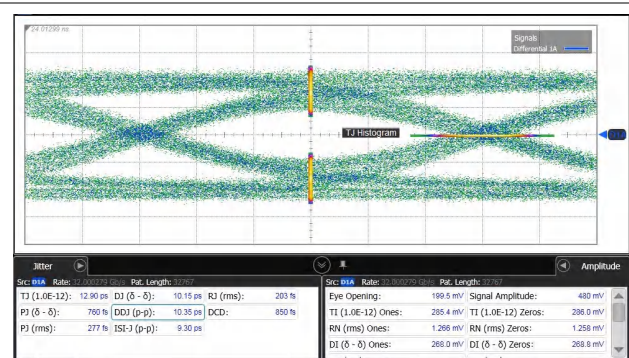 24.01299 ns
Signals
Differential 1A
TJ Histogram
Jitter
Amplitude
Src: D1A Rate: 32.000279 Gb/s Pat. Length: 32767
TJ (1.0E-12): 12.90 ps DJ (δ - δ): 10.15 ps RJ (rms): 203 fs
PJ (δ - δ): 760 fs DDJ (p-p): 10.35 ps DCD: 850 fs
PJ (rms): 277 fs ISI-J (p-p): 9.30 ps
Src: D1A Rate: 32.000279 Gb/s Pat. Length: 32767
Eye Opening: 199.5 mV Signal Amplitude: 480 mV
TI (1.0E-12) Ones: 285.4 mV TI (1.0E-12) Zeros: 286.0 mV
RN (rms) Ones: 1.266 mV RN (rms) Zeros: 1.258 mV
DI (δ - δ) Ones: 268.0 mV DI (δ - δ) Zeros: 268.8 mV